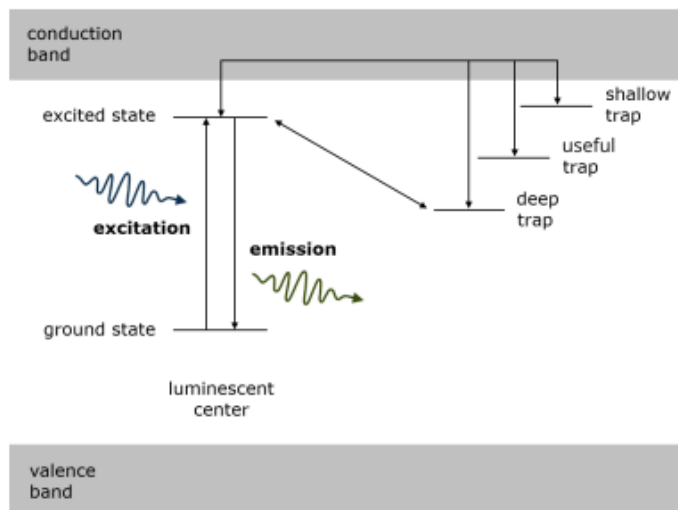 conduction
band
excited state
shallow
trap
useful
trap
deep
trap
excitation
emission
ground state
luminescent
center
valence
band